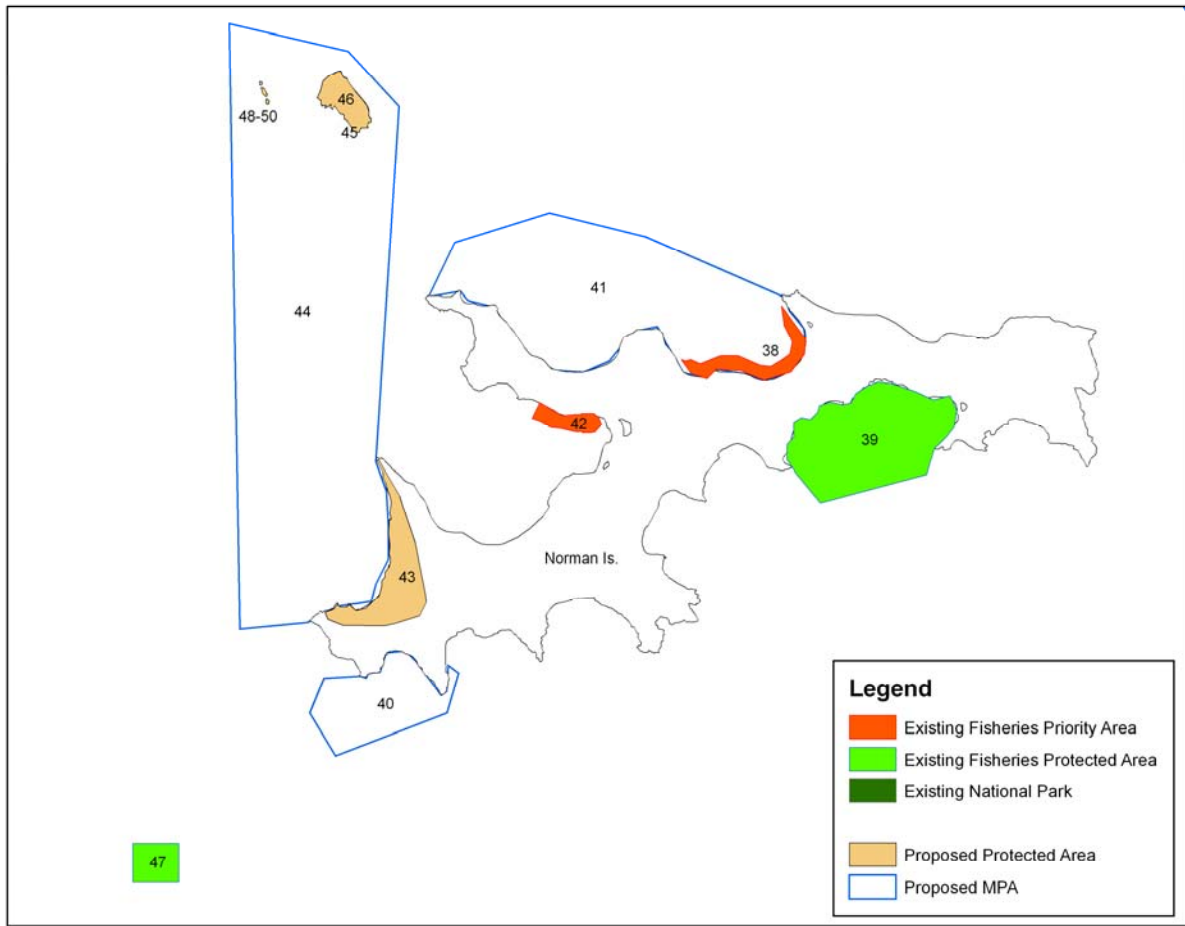 46
48-50
45
44
41
38
42
39
43
Norman Is.
40
47
Legend
Existing Fisheries Priority Area
Existing Fisheries Protected Area
Existing National Park
Proposed Protected Area
Proposed MPA